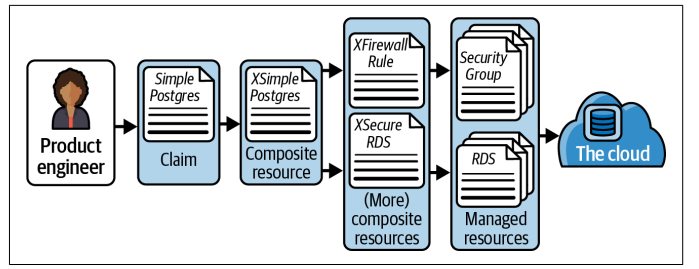 Product
engineer
Simple
Postgres
Claim
XSimple
Postgres
Composite
resource
XFirewall
Rule
XSecure
RDS
(More)
composite
resources
Security
Group
RDS
Managed
resources
The cloud